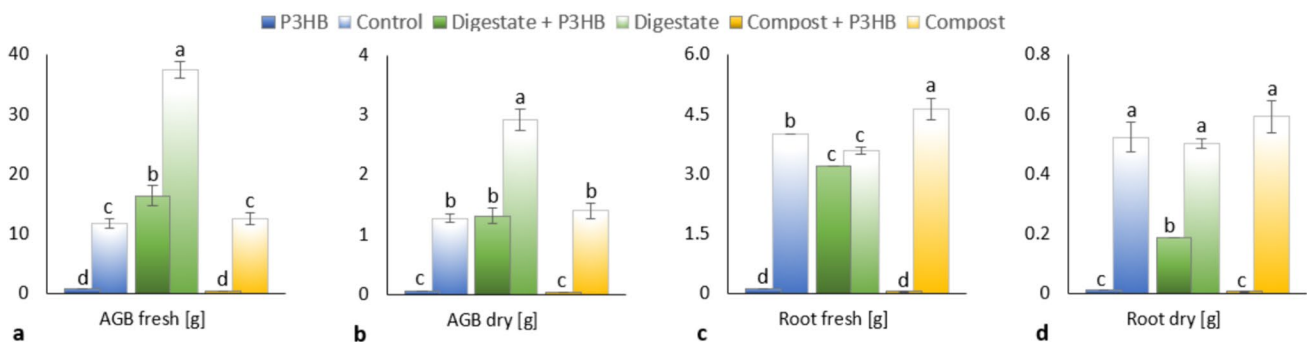 P3HB Control Digestate + P3HB Digestate Compost + P3HB Compost
40
30
20
10
0
d
c
b
a
d
c
AGB fresh [g]
a
4
3
2
1
0
c
b
b
a
c
b
AGB dry [g]
b
6.0
4.5
3.0
1.5
0.0
d
b
c
c
d
a
Root fresh [g]
c
0.8
0.6
0.4
0.2
0
c
a
b
a
c
a
Root dry [g]
d